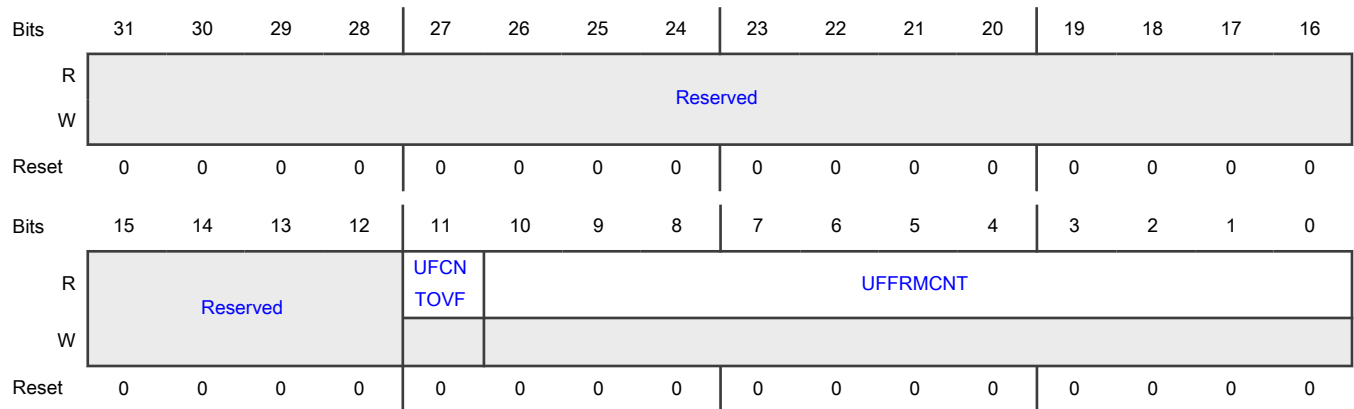 Bits 31 30 29 28 27 26 25 24 23 22 21 20 19 18 17 16
R
Reserved
W
Reset 0 0 0 0 0 0 0 0 0 0 0 0 0 0 0 0
Bits 15 14 13 12 11 10 9 8 7 6 5 4 3 2 1 0
R Reserved UFCN UFFRMCNT
TOVF
W
Reset 0 0 0 0 0 0 0 0 0 0 0 0 0 0 0 0